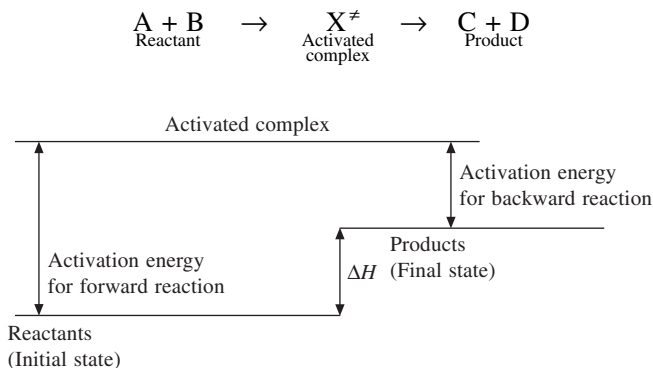 A + B → X≠ → C + D
Reactant Activated Product
complex
Activated complex
Activation energy
for backward reaction
Products
(Final state)
ΔH
Activation energy
for forward reaction
Reactants
(Initial state)